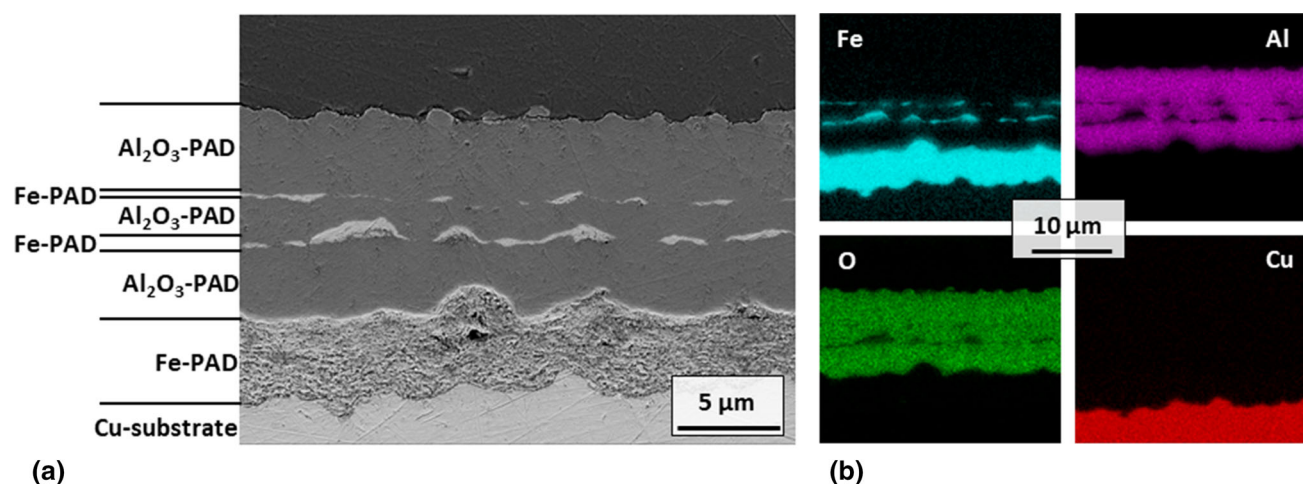 Al₂O₃-PAD
Fe-PAD
Al₂O₃-PAD
Fe-PAD
Al₂O₃-PAD
Fe-PAD
Cu-substrate
5 µm
(a)
Fe
Al
10 µm
O
Cu
(b)